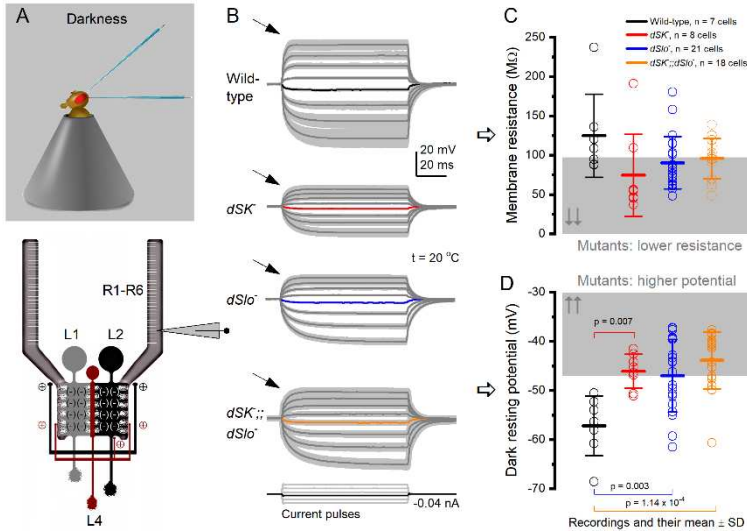 A
Darkness
R1-R6
L1
L2
L4
B
Wild-
type
20 mV
20 ms
dSK⁻
t = 20 °C
dSlo⁻
dSK⁻;;
dSlo⁻
Current pulses
-0.04 nA
C
Wild-type, n = 7 cells
dSK⁻, n = 8 cells
dSlo⁻, n = 21 cells
dSK⁻;;dSlo⁻, n = 18 cells
Membrane resistance (MΩ)
250
200
150
100
50
0
Mutants: lower resistance
D
Mutants: higher potential
Dark resting potential (mV)
-30
-40
-50
-60
-70
p = 0.007
p = 0.003
p = 1.14 x 10⁻⁴
Recordings and their mean ± SD